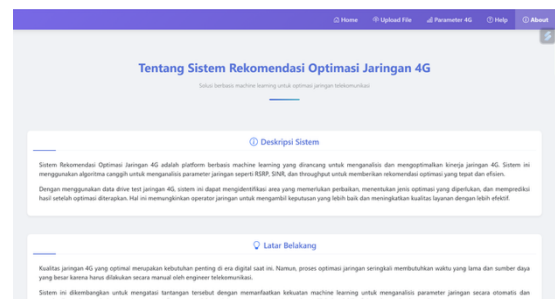 Home Upload File Parameter 4G Help About
Tentang Sistem Rekomendasi Optimasi Jaringan 4G
Solusi berbasis machine learning untuk optimasi jaringan telekomunikasi
Deskripsi Sistem
Sistem Rekomendasi Optimasi Jaringan 4G adalah platform berbasis machine learning yang dirancang untuk menganalisis dan mengoptimalkan kinerja jaringan 4G. Sistem ini
menggunakan algoritma canggih untuk menganalisis parameter jaringan seperti RSRP, SINR, dan throughput untuk memberikan rekomendasi optimasi yang tepat dan efisien.
Dengan menggunakan data drive test jaringan 4G, sistem ini dapat mengidentifikasi area yang memerlukan perbaikan, menentukan jenis optimasi yang diperlukan, dan memprediksi
hasil setelah optimasi diterapkan. Hal ini memungkinkan operator jaringan untuk mengambil keputusan yang lebih baik dan meningkatkan kualitas layanan dengan lebih efektif.
Latar Belakang
Kualitas jaringan 4G yang optimal merupakan kebutuhan penting di era digital saat ini. Namun, proses optimasi jaringan seringkali membutuhkan waktu yang lama dan sumber daya
yang besar karena harus dilakukan secara manual oleh engineer telekomunikasi.
Sistem ini dikembangkan untuk mengatasi tantangan tersebut dengan memanfaatkan kekuatan machine learning untuk menganalisis parameter jaringan secara otomatis dan